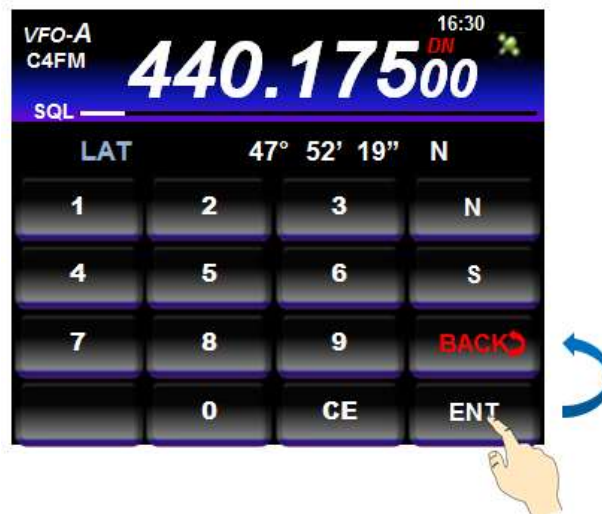 VFO-A 16:30
C4FM 440.17500 DN
SQL
LAT 47° 52’ 19” N
1 2 3 N
4 5 6 S
7 8 9 BACK
0 CE ENT